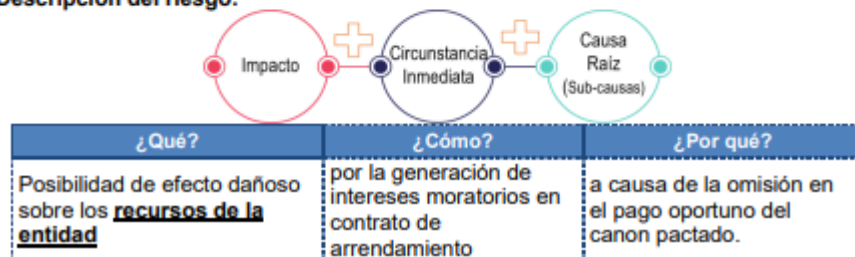 Descripción del riesgo:
Impacto
Circunstancia
Inmediata
Causa
Raiz
(Sub-causas)
¿Qué? ¿Cómo? ¿Por qué?
Posibilidad de efecto dañoso
sobre los recursos de la
entidad
por la generación de
intereses moratorios en
contrato de
arrendamiento
a causa de la omisión en
el pago oportuno del
canon pactado.